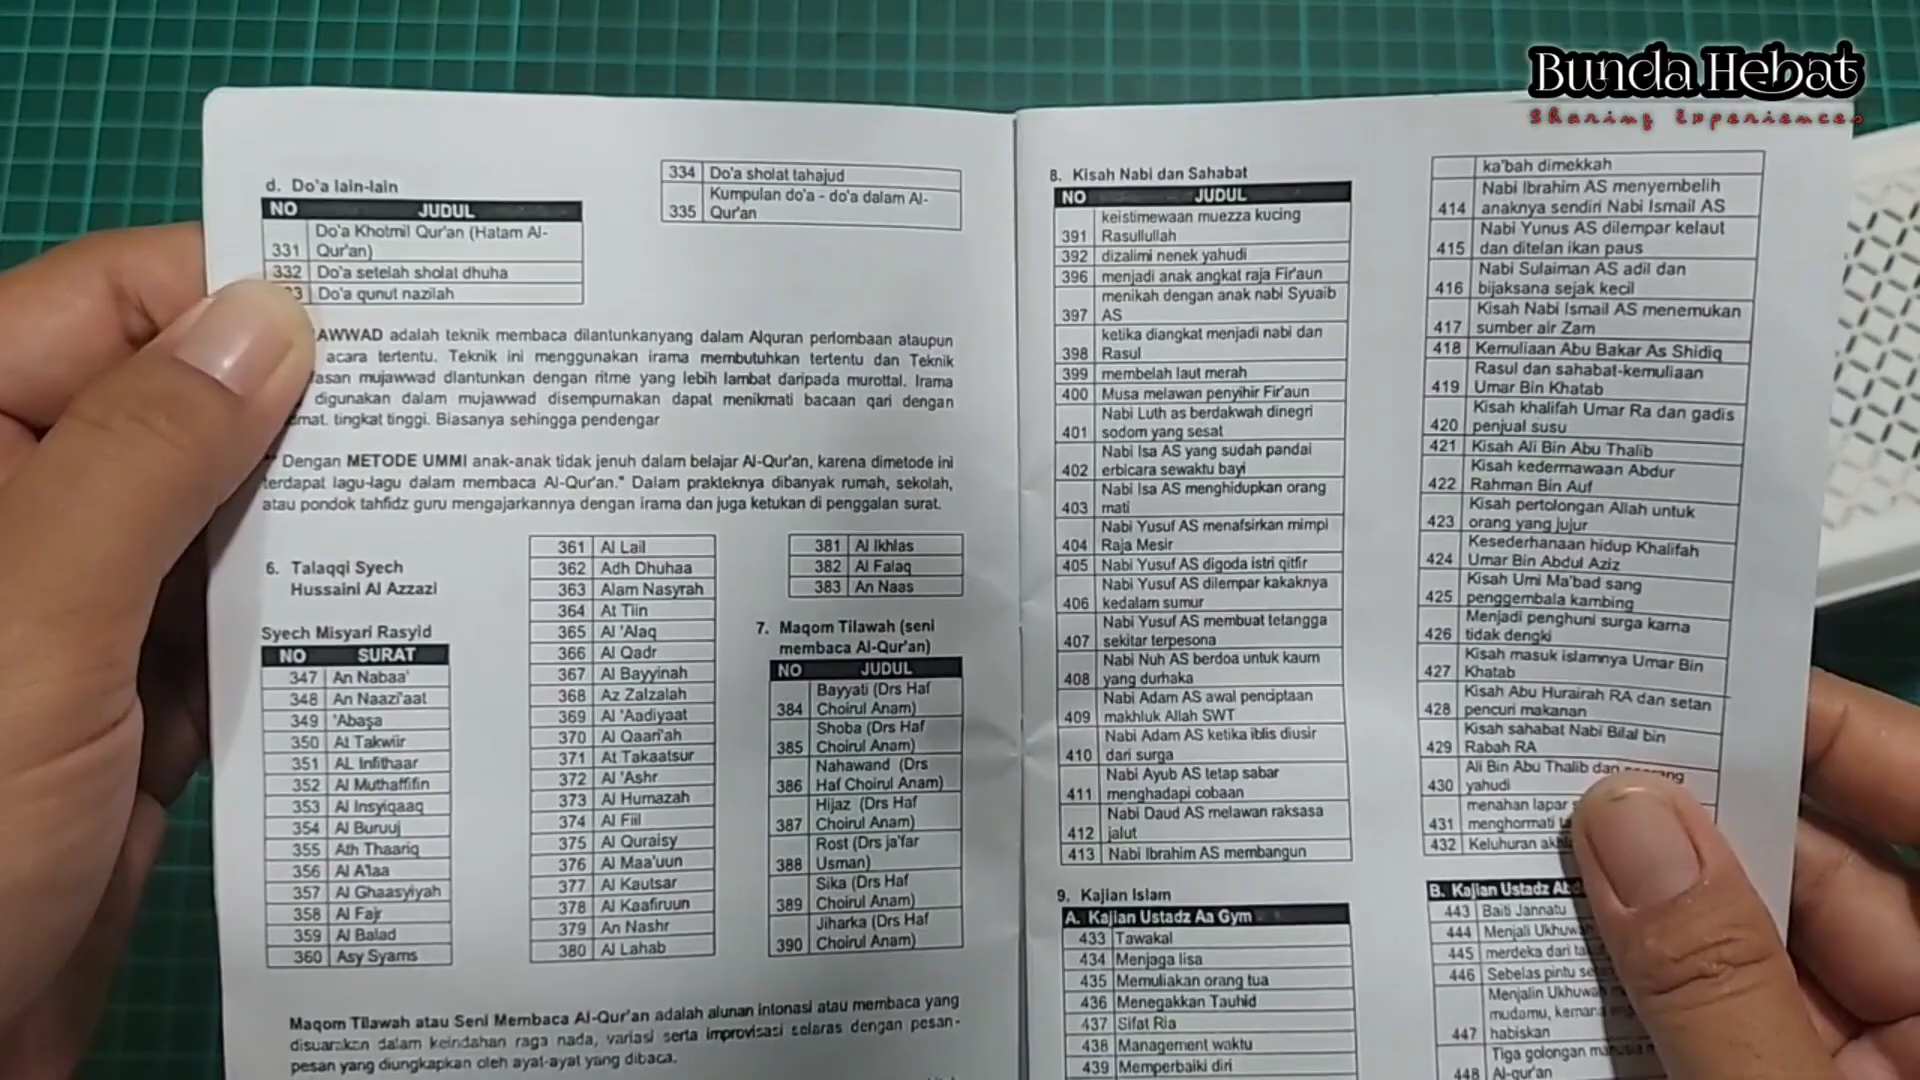 Bunda Hebat
Sharing Experiences
d. Do'a lain-lain
NO JUDUL
331 Do'a Khotmil Qur'an (Hatam Al-
Qur'an)
332 Do'a setelah sholat dhuha
Do'a qunut nazilah
334 Do'a sholat tahajud
335 Kumpulan do'a - do'a dalam Al-
Qur'an
AWWAD adalah teknik membaca dilantunkanyang dalam Alquran perlombaan ataupun
acara tertentu. Teknik ini menggunakan irama membutuhkan tertentu dan Teknik
mujawwad dlantunkan dengan ritme yang lebih lambat daripada murottal. Irama
digunakan dalam mujawwad disempurnakan dapat menikmati bacaan qari dengan
tingkat tinggi. Biasanya sehingga pendengar
Dengan METODE UMMI anak-anak tidak jenuh dalam belajar Al-Qur'an, karena dimetode ini
terdapat lagu-lagu dalam membaca Al-Qur'an." Dalam prakteknya dibanyak rumah, sekolah,
atau pondok tahfidz guru mengajarkannya dengan irama dan juga ketukan di penggalan surat.
6. Talaqqi Syech
Hussaini Al Azzazi
Syech Misyari Rasyid
NO SURAT
347 An Nabaa'
348 An Naazi'aat
349 'Abasa
350 At Takwiir
351 AL Infithaar
352 Al Muthaffifin
353 Al Insyiqaaq
354 Al Buruuj
355 Ath Thaariq
356 Al A'laa
357 Al Ghaasyiyah
358 Al Fajr
359 Al Balad
360 Asy Syams
361 Al Lail
362 Adh Dhuhaa
363 Alam Nasyrah
364 At Tiin
365 Al 'Alaq
366 Al Qadr
367 Al Bayyinah
368 Az Zalzalah
369 Al 'Aadiyaat
370 Al Qaari'ah
371 At Takaatsur
372 Al 'Ashr
373 Al Humazah
374 Al Fiil
375 Al Quraisy
376 Al Maa'uun
377 Al Kautsar
378 Al Kaafiruun
379 An Nashr
380 Al Lahab
381 Al Ikhlas
382 Al Falaq
383 An Naas
7. Maqom Tilawah (seni
membaca Al-Qur'an)
NO JUDUL
384 Bayyati (Drs Haf
Choirul Anam)
385 Shoba (Drs Haf
Choirul Anam)
386 Nahawand (Drs
Haf Choirul Anam)
387 Hijaz (Drs Haf
Choirul Anam)
388 Rost (Drs ja'far
Usman)
389 Sika (Drs Haf
Choirul Anam)
390 Jiharka (Drs Haf
Choirul Anam)
Maqom Tilawah atau Seni Membaca Al-Qur'an adalah alunan intonasi atau membaca yang
disuarakan dalam keindahan raga nada, variasi serta improvisasi selaras dengan pesan-
pesan yang diungkapkan oleh ayat-ayat yang dibaca.
8. Kisah Nabi dan Sahabat
NO JUDUL
391 keistimewaan muezza kucing
Rasullullah
392 dizalimi nenek yahudi
396 menjadi anak angkat raja Fir'aun
397 menikah dengan anak nabi Syuaib
AS
398 ketika diangkat menjadi nabi dan
Rasul
399 membelah laut merah
400 Musa melawan penyihir Fir'aun
401 Nabi Luth as berdakwah dinegri
sodom yang sesat
402 Nabi Isa AS yang sudah pandai
erbicara sewaktu bayi
403 Nabi Isa AS menghidupkan orang
mati
404 Nabi Yusuf AS menafsirkan mimpi
Raja Mesir
405 Nabi Yusuf AS digoda istri qitfir
406 Nabi Yusuf AS dilempar kakaknya
kedalam sumur
407 Nabi Yusuf AS membuat tetangga
sekitar terpesona
408 Nabi Nuh AS berdoa untuk kaum
yang durhaka
409 Nabi Adam AS awal penciptaan
makhluk Allah SWT
410 Nabi Adam AS ketika iblis diusir
dari surga
411 Nabi Ayub AS tetap sabar
menghadapi cobaan
412 Nabi Daud AS melawan raksasa
jalut
413 Nabi Ibrahim AS membangun
ka'bah dimekkah
414 Nabi Ibrahim AS menyembelih
anaknya sendiri Nabi Ismail AS
415 Nabi Yunus AS dilempar kelaut
dan ditelan ikan paus
416 Nabi Sulaiman AS adil dan
bijaksana sejak kecil
417 Kisah Nabi Ismail AS menemukan
sumber air Zam
418 Kemuliaan Abu Bakar As Shidiq
419 Rasul dan sahabat-kemuliaan
Umar Bin Khatab
420 Kisah khalifah Umar Ra dan gadis
penjual susu
421 Kisah Ali Bin Abu Thalib
422 Kisah kedermawaan Abdur
Rahman Bin Auf
423 Kisah pertolongan Allah untuk
orang yang jujur
424 Kesederhanaan hidup Khalifah
Umar Bin Abdul Aziz
425 Kisah Umi Ma'bad sang
penggembala kambing
426 Menjadi penghuni surga karna
tidak dengki
427 Kisah masuk islamnya Umar Bin
Khatab
428 Kisah Abu Hurairah RA dan setan
pencuri makanan
429 Kisah sahabat Nabi Bilal bin
Rabah RA
430 Ali Bin Abu Thalib dan
yahudi
431 menahan lapar
menghormati
432 Keluhuran
9. Kajian Islam
A. Kajian Ustadz Aa Gym
433 Tawakal
434 Menjaga lisa
435 Memuliakan orang tua
436 Menegakkan Tauhid
437 Sifat Ria
438 Management waktu
439 Memperbaiki diri
B. Kajian Ustadz
443 Baiti Jannatu
444 Menjali
445 merdeka dari
446 Sebelas pintu
447 Menjalin
mudamu,
habiskan
448 Tiga golongan
Al-qur'an